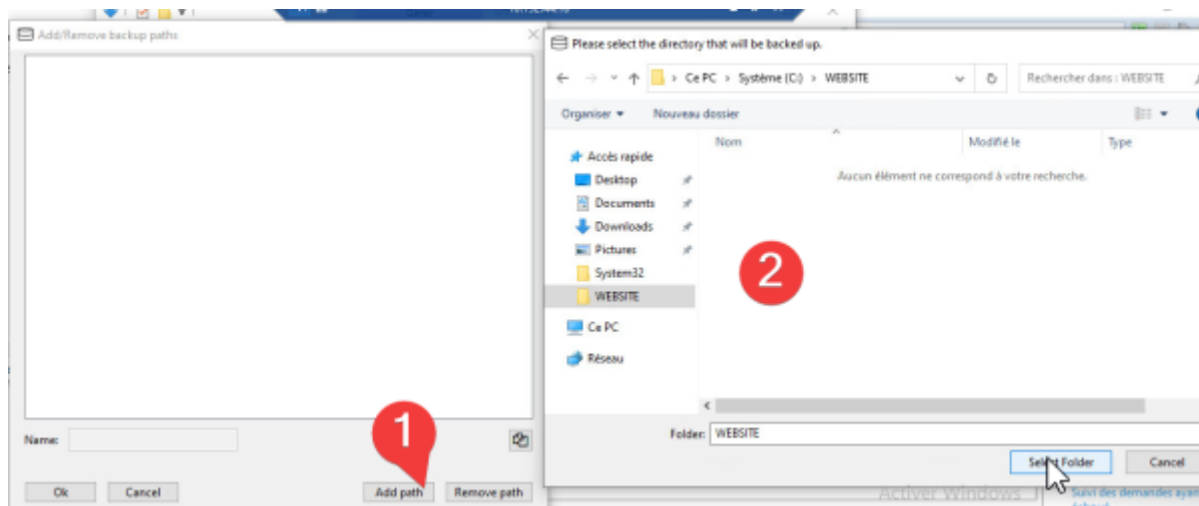 Add/Remove backup paths
Name:
1
Ok
Cancel
Add path
Remove path
Please select the directory that will be backed up.
Ce PC > Système (C:) > WEBSITE
Rechercher dans : WEBSITE
Organiser
Nouveau dossier
Nom
Modifié le
Type
Accès rapide
Desktop
Documents
Downloads
Pictures
System32
WEBSITE
Ce PC
Réseau
Aucun élément ne correspond à votre recherche.
2
Folder: WEBSITE
Select Folder
Cancel
Activer Windows
Suivi des demandes ayan